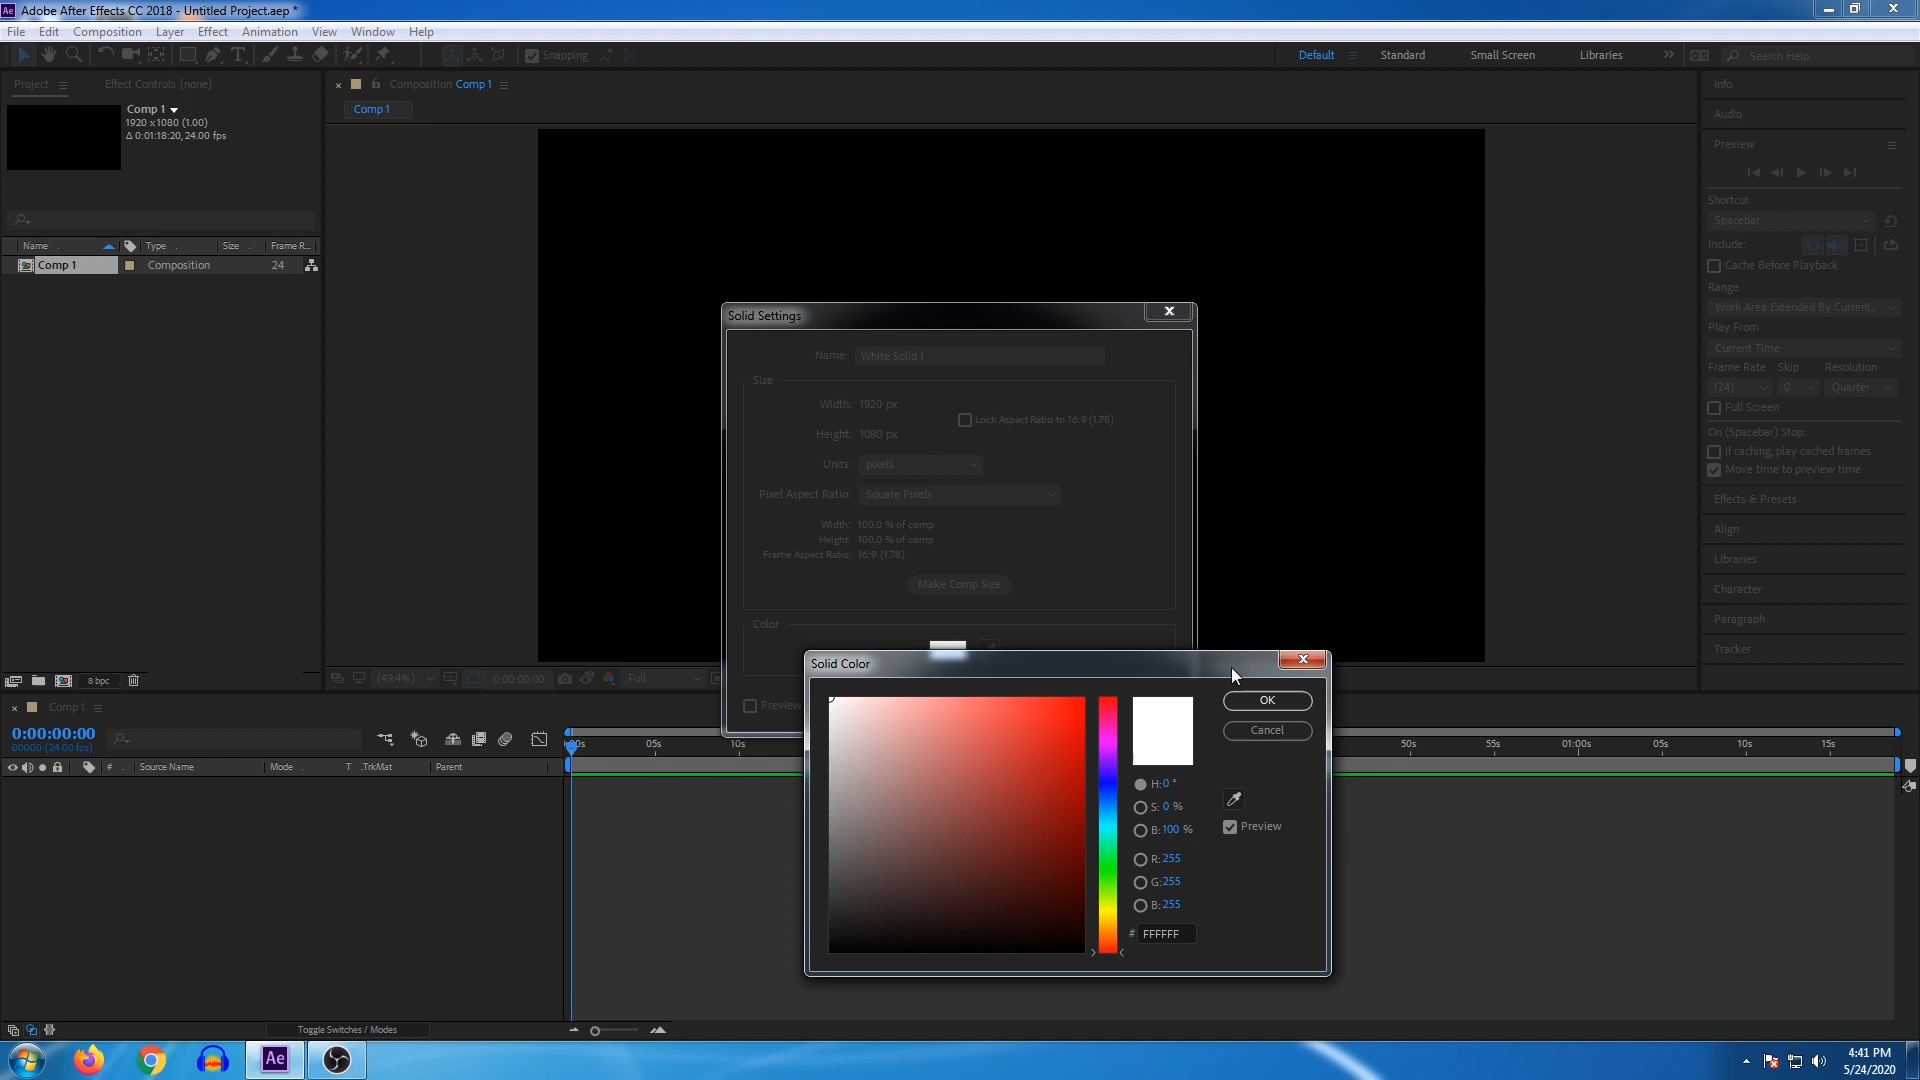 Ae Adobe After Effects CC 2018 - Untitled Project.aep *
File Edit Composition Layer Effect Animation View Window Help
Snapping Default Standard Small Screen Libraries Search Help
Project Effect Controls (none)
Composition Comp 1
Comp 1
1920 x 1080 (1.00)
Δ 0:01:18:20, 24.00 fps
Comp 1
Name Type Size Frame R...
Comp 1 Composition 24
8 bpc
(49.4%) 0:00:00:00 Full
Info
Audio
Preview
Shortcut
Spacebar
Include:
Cache Before Playback
Range
Work Area Extended By Current...
Play From
Current Time
Frame Rate Skip Resolution
(24) 0 Quarter
Full Screen
On (Spacebar) Stop:
If caching, play cached frames
Move time to preview time
Effects & Presets
Align
Libraries
Character
Paragraph
Tracker
Solid Settings
Name: White Solid 1
Size
Width: 1920 px
Lock Aspect Ratio to 16:9 (1.78)
Height: 1080 px
Units: pixels
Pixel Aspect Ratio: Square Pixels
Width: 100.0 % of comp
Height: 100.0 % of comp
Frame Aspect Ratio: 16:9 (1.78)
Make Comp Size
Color
Preview
Solid Color
OK
Cancel
H: 0 °
S: 0 %
B: 100 %
Preview
R: 255
G: 255
B: 255
# FFFFFF
Comp 1
0:00:00:00
00000 (24.00 fps)
:00s 05s 10s 50s 55s 01:00s 05s 10s 15s
# Source Name Mode T .TrkMat Parent
Toggle Switches / Modes
Ae
4:41 PM
5/24/2020